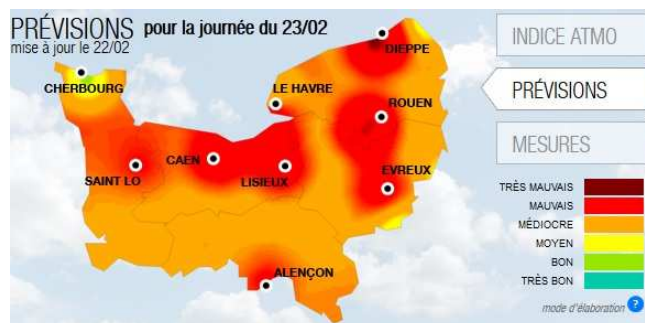 PRÉVISIONS pour la journée du 23/02
mise à jour le 22/02
INDICE ATMO
PRÉVISIONS
MESURES
DIEPPE
CHERBOURG
LE HAVRE
ROUEN
CAEN
SAINT LO
LISIEUX
EVREUX
ALENÇON
TRÈS MAUVAIS
MAUVAIS
MÉDIOCRE
MOYEN
BON
TRÈS BON
mode d'élaboration ?